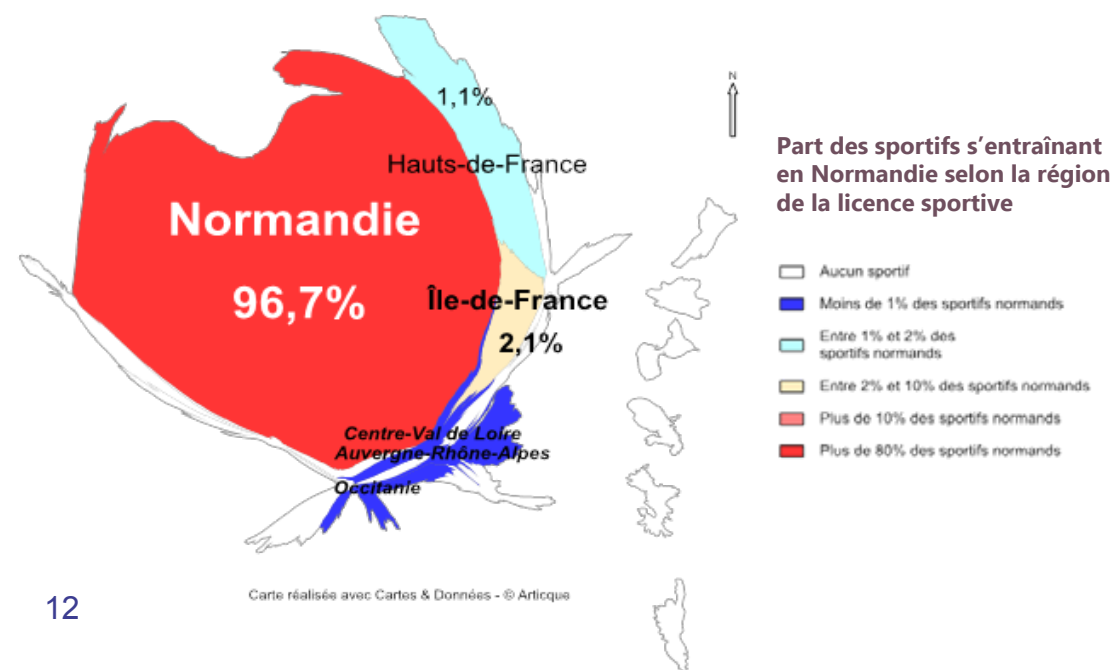 1,1%
Hauts-de-France
Normandie
96,7%
Île-de-France
2,1%
Centre-Val de Loire
Auvergne-Rhône-Alpes
Occitanie
N
Part des sportifs s'entraînant
en Normandie selon la région
de la licence sportive
Aucun sportif
Moins de 1% des sportifs normands
Entre 1% et 2% des
sportifs normands
Entre 2% et 10% des sportifs normands
Plus de 10% des sportifs normands
Plus de 80% des sportifs normands
Carte réalisée avec Cartes & Données - © Articque
12